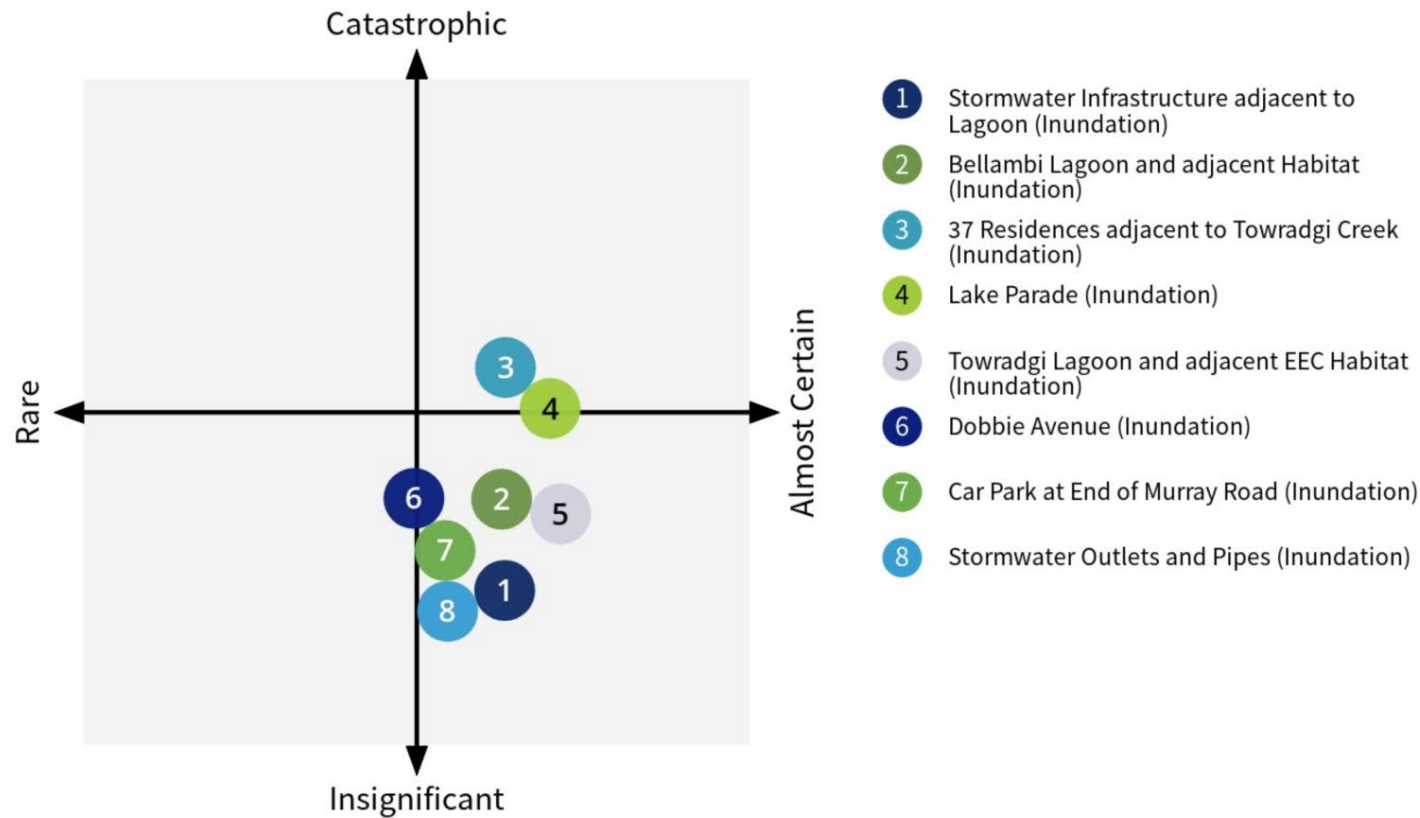 Catastrophic
Rare
Almost Certain
Insignificant
3
4
6
2
5
7
1
8
1 Stormwater Infrastructure adjacent to
Lagoon (Inundation)
2 Bellambi Lagoon and adjacent Habitat
(Inundation)
3 37 Residences adjacent to Towradgi Creek
(Inundation)
4 Lake Parade (Inundation)
5 Towradgi Lagoon and adjacent EEC Habitat
(Inundation)
6 Dobbie Avenue (Inundation)
7 Car Park at End of Murray Road (Inundation)
8 Stormwater Outlets and Pipes (Inundation)